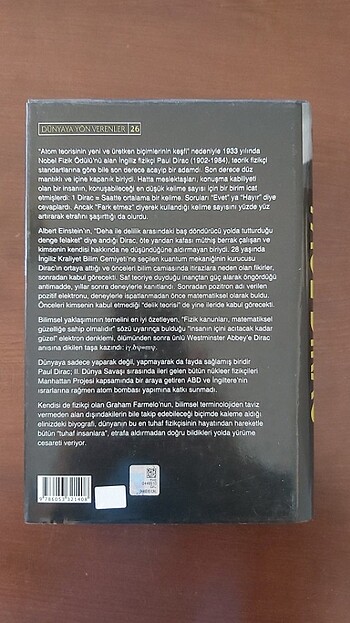 DÜNYAYA YÖN VERENLER 26
"Atom teorisinin yeni ve üretken biçimlerinin keşfi" nedeniyle 1933 yılında
Nobel Fizik Ödülü'nü alan İngiliz fizikçi Paul Dirac (1902-1984), teorik fizikçi
standartlarına göre bile son derece acayip bir adamdı. Son derece düz
mantıklı ve içine kapanık biriydi. Hatta meslektaşları, konuşma kabiliyeti
olan bir insanın, konuşabileceği en düşük kelime sayısı için bir birim icat
etmişlerdi: 1 Dirac = Saatte ortalama bir kelime. Soruları "Evet" ya "Hayır" diye
cevaplardı. Ancak "Fark etmez" diyerek kullandığı kelime sayısını yüzde yüz
artırarak etrafını şaşırttığı da olurdu.
Albert Einstein'ın, "Deha ile delilik arasındaki baş döndürücü yolda tutturduğu
denge felaket" diye andığı Dirac, öte yandan kafası müthiş berrak çalışan ve
kimsenin kendisi hakkında ne düşündüğüne aldırmayan biriydi. 28 yaşında
İngiliz Kraliyet Bilim Cemiyeti'ne seçilen kuantum mekaniğinin kurucusu
Dirac'ın ortaya attığı ve önceleri bilim camiasında itirazlara neden olan fikirler,
sonradan kabul görecekti. Saf teoriye duyduğu inançtan güç alarak öngördüğü
antimadde, yıllar sonra deneylerle kanıtlandı. Sonradan pozitron adı verilen
pozitif elektronu, deneylerle ispatlanmadan önce matematiksel olarak buldu.
Önceleri kimsenin kabul etmediği "delik teorisi" de yine ileride kabul görecekti.
Bilimsel yaklaşımının temelini en iyi özetleyen, "Fizik kanunları, matematiksel
güzelliğe sahip olmalıdır" sözü uyarınca bulduğu "insanın içini acıtacak kadar
güzel" elektron denklemi, ölümünden sonra ünlü Westminster Abbey'e Dirac
anısına dikilen taşa kazındı: iγ.∂ψ=mψ.
Dünyada sadece yaparak değil, yapmayarak da fayda sağlamış biridir
Paul Dirac; II. Dünya Savaşı sırasında ileri gelen bütün nükleer fizikçileri
Manhattan Projesi kapsamında bir araya getiren ABD ve İngiltere'nin
ısrarlarına rağmen atom bombası yapımına katkı sunmadı.
Kendisi de fizikçi olan Graham Farmelo'nun, bilimsel terminolojiden taviz
vermeden alan dışındakilerin bile takip edebileceği biçimde kaleme aldığı,
elinizdeki biyografi, dünyanın bu en tuhaf fizikçisinin hayatından hareketle
bütün "tuhaf insanlara", etrafa aldırmadan doğru bildikleri yolda yürüme
cesareti veriyor.
9786053321408